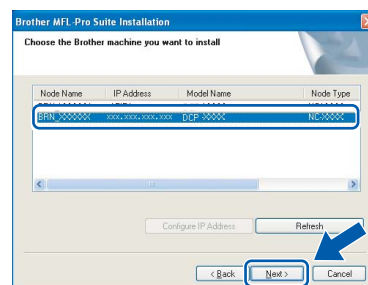 Brother MFL-Pro Suite Installation
Choose the Brother machine you want to install
Node Name IP Address Model Name Node Type
BRN_XXXXXX xxx.xxx.xxx.xxx DCP-XXXX NC-XXXX
Configure IP Address Refresh
< Back Next > Cancel